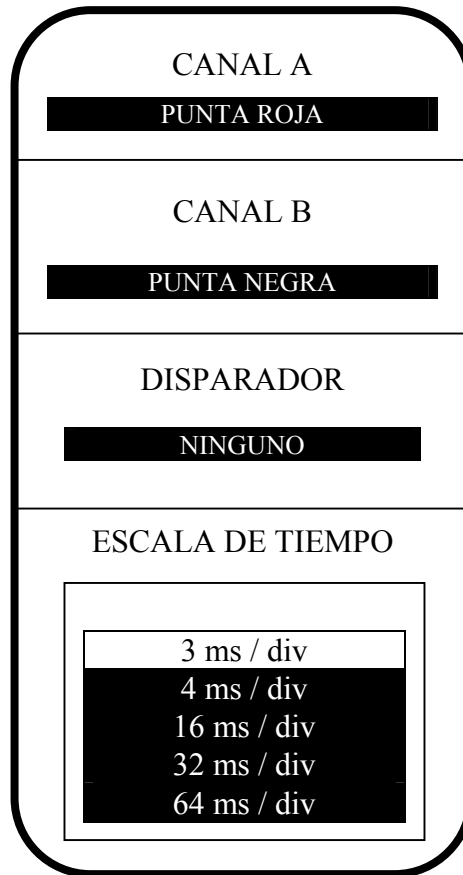 CANAL A
PUNTA ROJA
CANAL B
PUNTA NEGRA
DISPARADOR
NINGUNO
ESCALA DE TIEMPO
3 ms / div
4 ms / div
16 ms / div
32 ms / div
64 ms / div